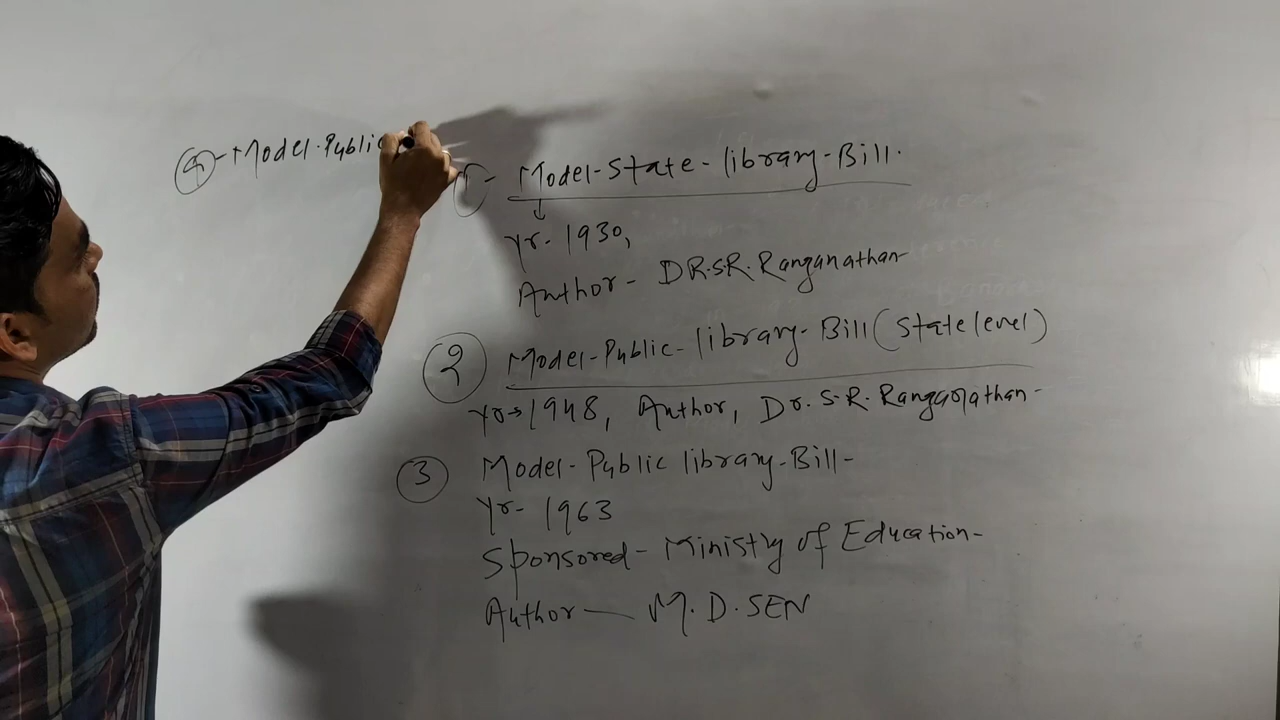 ④-Model.Public
1- Model-State-library-Bill.
yr- 1930,
Author- DR.S.R. Ranganathan
② Model-Public-library-Bill(State level)
yr→1948, Author, Dr. S.R. Ranganathan-
③ Model-Public library-Bill-
yr- 1963
Sponsored- Ministry of Education-
Author — M. D. SEN